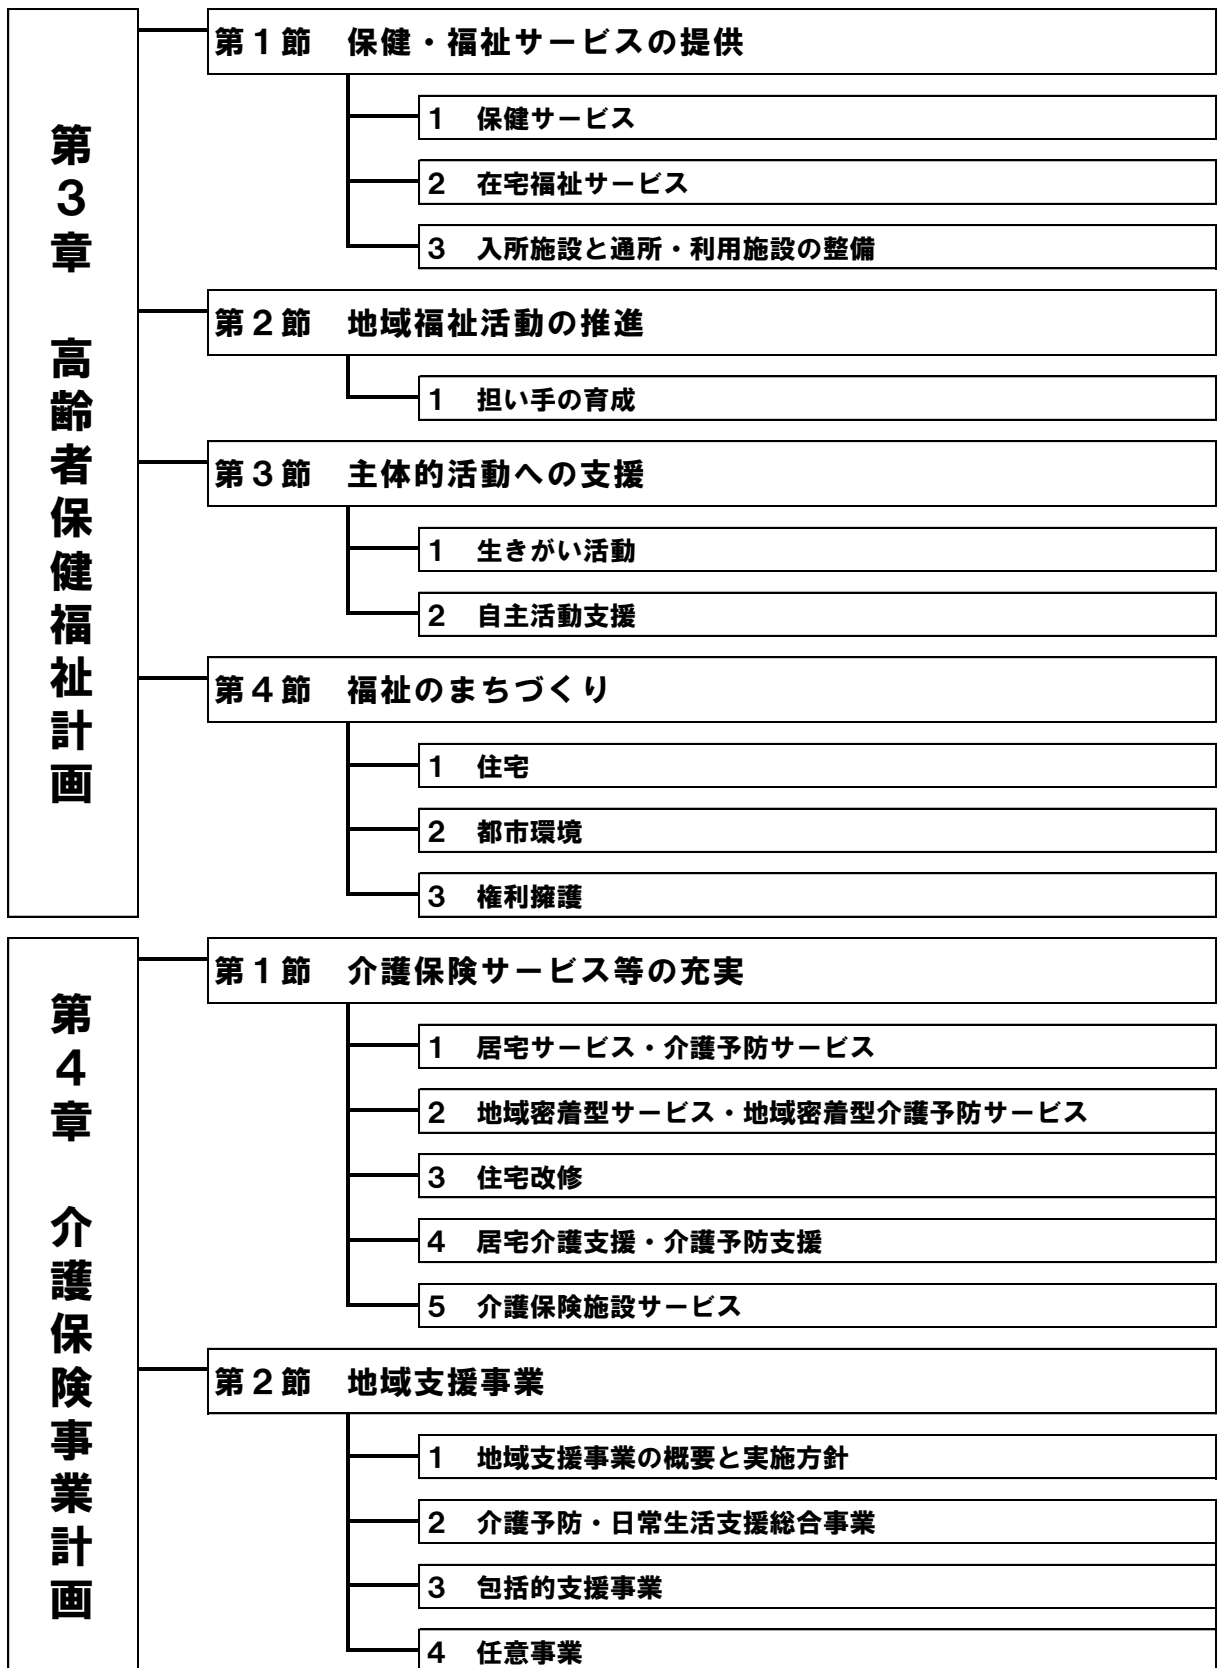 第３章　高齢者保健福祉計画
第１節　保健・福祉サービスの提供
１　保健サービス
２　在宅福祉サービス
３　入所施設と通所・利用施設の整備
第２節　地域福祉活動の推進
１　担い手の育成
第３節　主体的活動への支援
１　生きがい活動
２　自主活動支援
第４節　福祉のまちづくり
１　住宅
２　都市環境
３　権利擁護
第４章　介護保険事業計画
第１節　介護保険サービス等の充実
１　居宅サービス・介護予防サービス
２　地域密着型サービス・地域密着型介護予防サービス
３　住宅改修
４　居宅介護支援・介護予防支援
５　介護保険施設サービス
第２節　地域支援事業
１　地域支援事業の概要と実施方針
２　介護予防・日常生活支援総合事業
３　包括的支援事業
４　任意事業